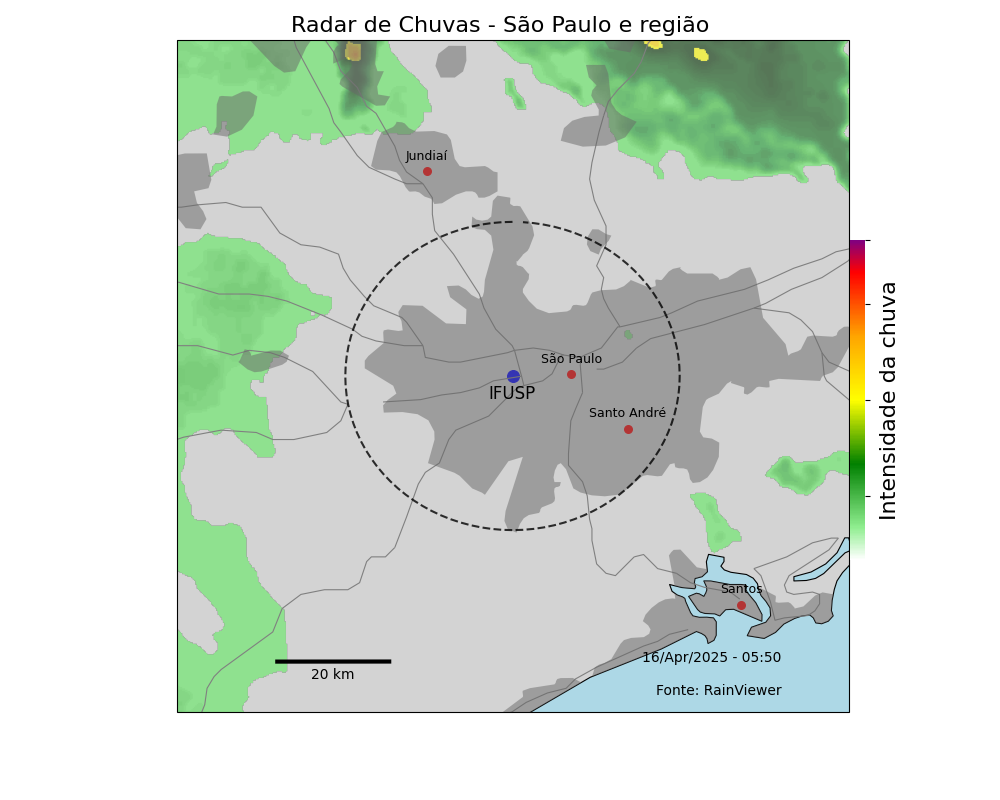 Radar de Chuvas - São Paulo e região
Jundiaí
São Paulo
IFUSP
Santo André
Intensidade da chuva
Santos
16/Apr/2025 - 05:50
20 km
Fonte: RainViewer